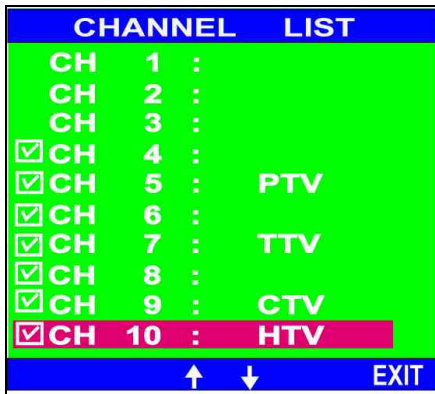 CHANNEL LIST
CH 1 :
CH 2 :
CH 3 :
CH 4 :
CH 5 : PTV
CH 6 :
CH 7 : TTV
CH 8 :
CH 9 : CTV
CH 10 : HTV
EXIT